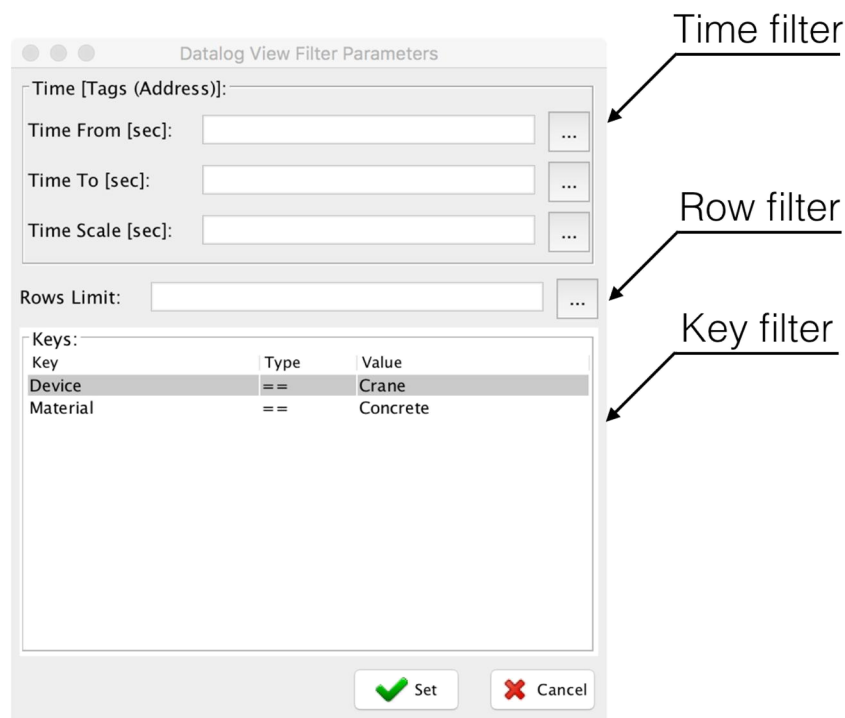 Time filter
Datalog View Filter Parameters
Time [Tags (Address)]:
Time From [sec]: ...
Time To [sec]: ...
Time Scale [sec]: ...
Row filter
Rows Limit: ...
Key filter
Keys:
Key Type Value
Device == Crane
Material == Concrete
Set Cancel